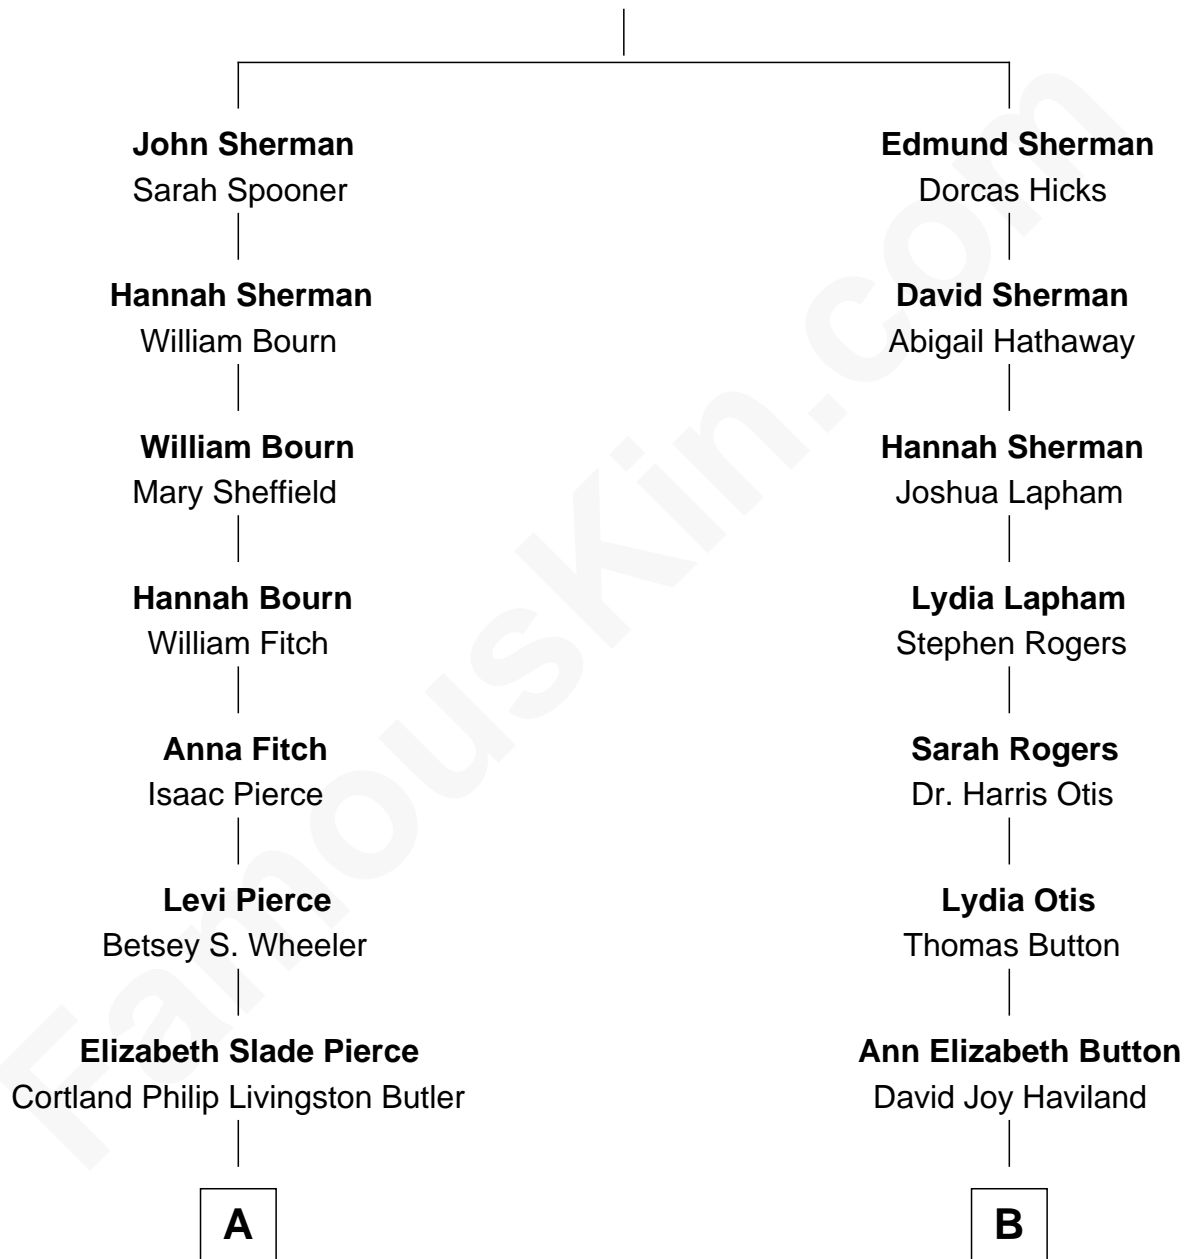 John Sherman
Sarah Spooner
Hannah Sherman
William Bourn
William Bourn
Mary Sheffield
Hannah Bourn
William Fitch
Anna Fitch
Isaac Pierce
Levi Pierce
Betsey S. Wheeler
Elizabeth Slade Pierce
Cortland Philip Livingston Butler
A
Edmund Sherman
Dorcas Hicks
David Sherman
Abigail Hathaway
Hannah Sherman
Joshua Lapham
Lydia Lapham
Stephen Rogers
Sarah Rogers
Dr. Harris Otis
Lydia Otis
Thomas Button
Ann Elizabeth Button
David Joy Haviland
B
FamousKin.com